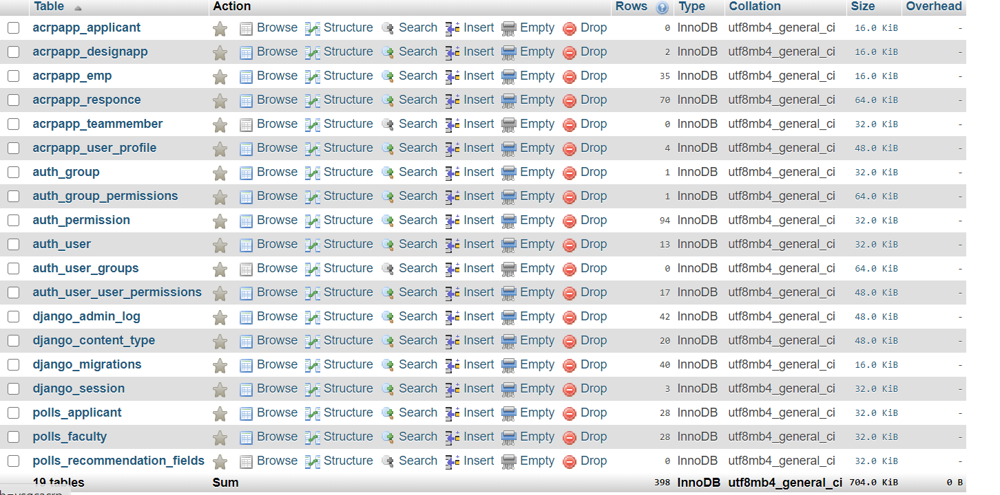 Table Action Rows Type Collation Size Overhead
acrpapp_applicant Browse Structure Search Insert Empty Drop 0 InnoDB utf8mb4_general_ci 16.0 KiB -
acrpapp_designapp Browse Structure Search Insert Empty Drop 2 InnoDB utf8mb4_general_ci 16.0 KiB -
acrpapp_emp Browse Structure Search Insert Empty Drop 35 InnoDB utf8mb4_general_ci 16.0 KiB -
acrpapp_responce Browse Structure Search Insert Empty Drop 70 InnoDB utf8mb4_general_ci 64.0 KiB -
acrpapp_teammember Browse Structure Search Insert Empty Drop 0 InnoDB utf8mb4_general_ci 32.0 KiB -
acrpapp_user_profile Browse Structure Search Insert Empty Drop 4 InnoDB utf8mb4_general_ci 48.0 KiB -
auth_group Browse Structure Search Insert Empty Drop 1 InnoDB utf8mb4_general_ci 32.0 KiB -
auth_group_permissions Browse Structure Search Insert Empty Drop 1 InnoDB utf8mb4_general_ci 64.0 KiB -
auth_permission Browse Structure Search Insert Empty Drop 94 InnoDB utf8mb4_general_ci 32.0 KiB -
auth_user Browse Structure Search Insert Empty Drop 13 InnoDB utf8mb4_general_ci 32.0 KiB -
auth_user_groups Browse Structure Search Insert Empty Drop 0 InnoDB utf8mb4_general_ci 64.0 KiB -
auth_user_user_permissions Browse Structure Search Insert Empty Drop 17 InnoDB utf8mb4_general_ci 48.0 KiB -
django_admin_log Browse Structure Search Insert Empty Drop 42 InnoDB utf8mb4_general_ci 48.0 KiB -
django_content_type Browse Structure Search Insert Empty Drop 20 InnoDB utf8mb4_general_ci 48.0 KiB -
django_migrations Browse Structure Search Insert Empty Drop 40 InnoDB utf8mb4_general_ci 16.0 KiB -
django_session Browse Structure Search Insert Empty Drop 3 InnoDB utf8mb4_general_ci 32.0 KiB -
polls_applicant Browse Structure Search Insert Empty Drop 28 InnoDB utf8mb4_general_ci 32.0 KiB -
polls_faculty Browse Structure Search Insert Empty Drop 28 InnoDB utf8mb4_general_ci 32.0 KiB -
polls_recommendation_fields Browse Structure Search Insert Empty Drop 0 InnoDB utf8mb4_general_ci 32.0 KiB -
19 tables Sum 398 InnoDB utf8mb4_general_ci 704.0 KiB 0 B